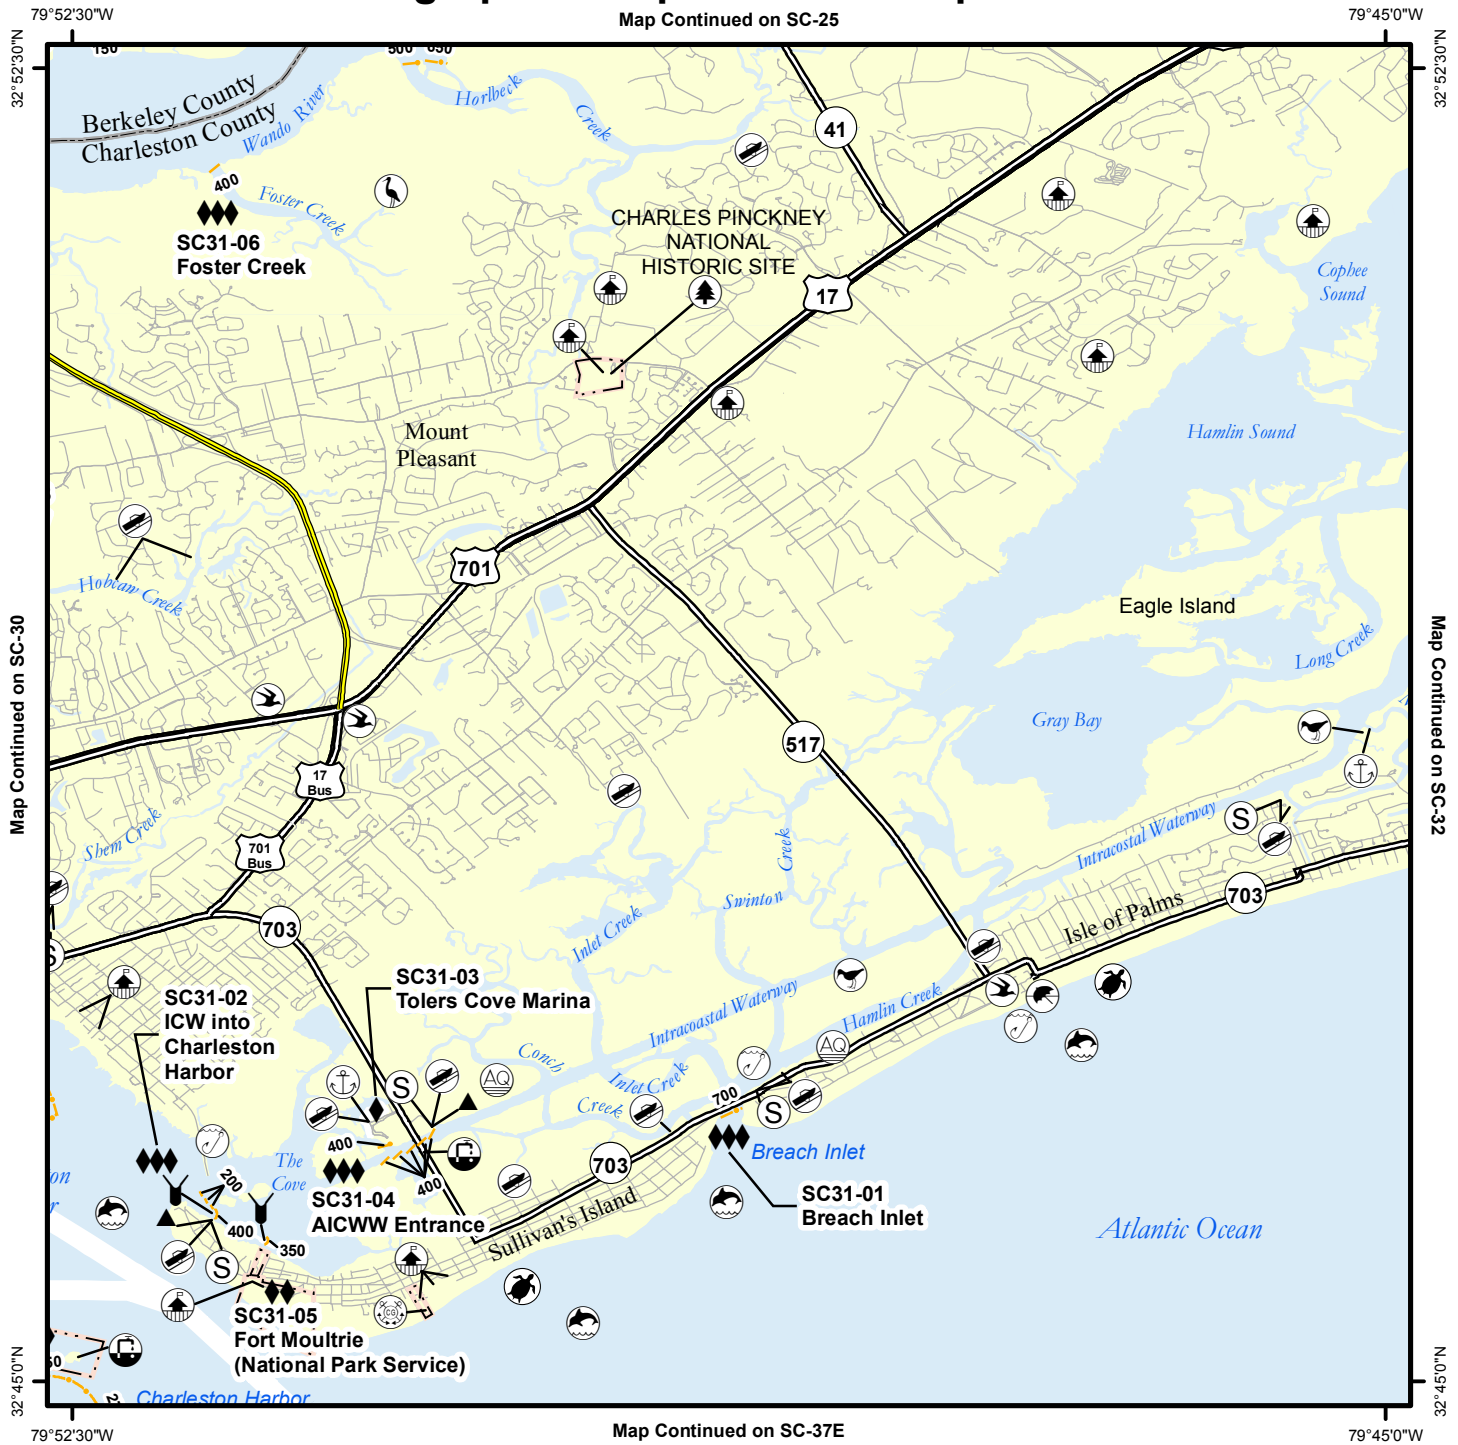 79°52'30"W
Map Continued on SC-25
79°45'0"W
32°52'30"N
32°52'30"N
150
500
650
Berkeley County
Charleston County
Wando River
Horlbeck
Creek
41
400
Foster Creek
SC31-06
Foster Creek
CHARLES PINCKNEY
NATIONAL
HISTORIC SITE
17
Cophee
Sound
Hamlin Sound
Mount
Pleasant
701
Hobcaw Creek
Eagle Island
Long Creek
Map Continued on SC-30
Map Continued on SC-32
Gray Bay
517
17
Bus
701
Bus
Shem Creek
Intracostal Waterway
S
Creek
Swinton
703
Isle of Palms
703
Inlet Creek
S
SC31-03
Tolers Cove Marina
SC31-02
ICW into
Charleston
Harbor
Intracoastal Waterway
Hamlin Creek
Conch
AQ
AQ
Inlet Creek
Creek
S
700
S
400
Breach Inlet
703
The
Cove
400
SC31-04
AICWW Entrance
SC31-01
Breach Inlet
200
400
350
Sullivan's Island
Atlantic Ocean
S
CG
SC31-05
Fort Moultrie
(National Park Service)
Charleston Harbor
32°45'0"N
32°45'0"N
79°52'30"W
Map Continued on SC-37E
79°45'0"W